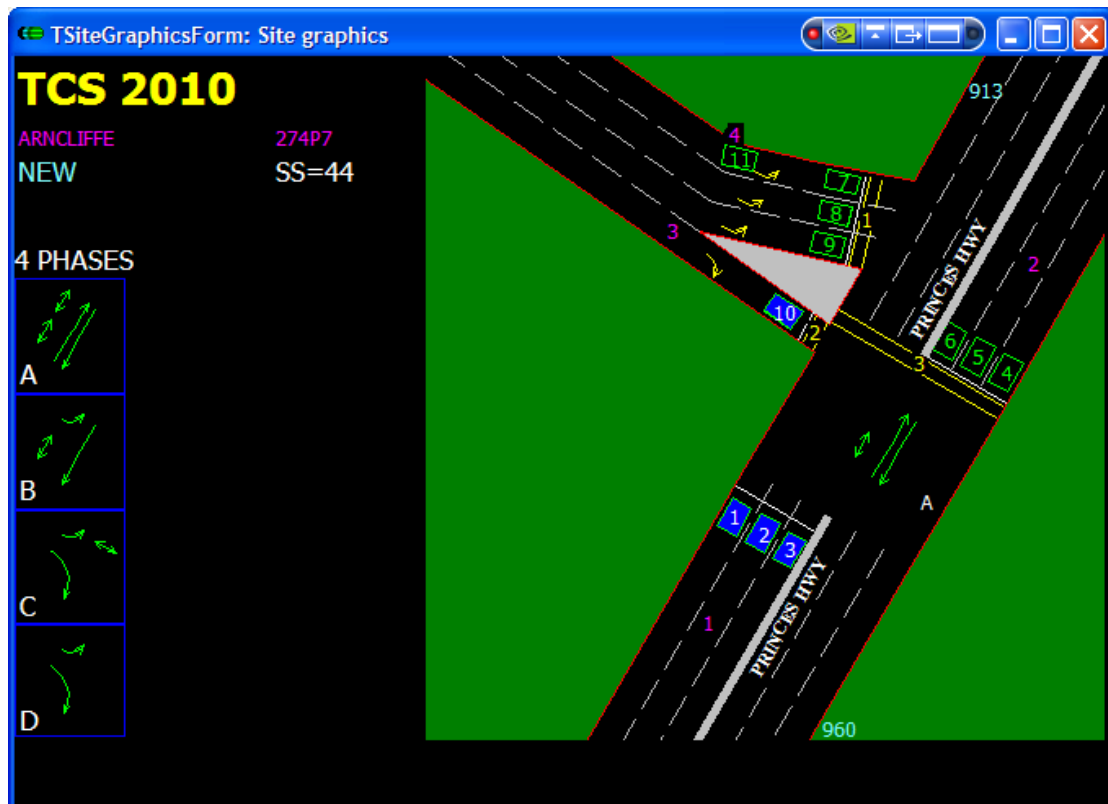 TSiteGraphicsForm: Site graphics
TCS 2010
ARNCLIFFE 274P7
NEW SS=44
4 PHASES
A
B
C
D
913
4
11
7
8
1
9
3
10
2
PRINCES HWY
2
6
5
4
3
A
1
2
3
1
PRINCES HWY
960